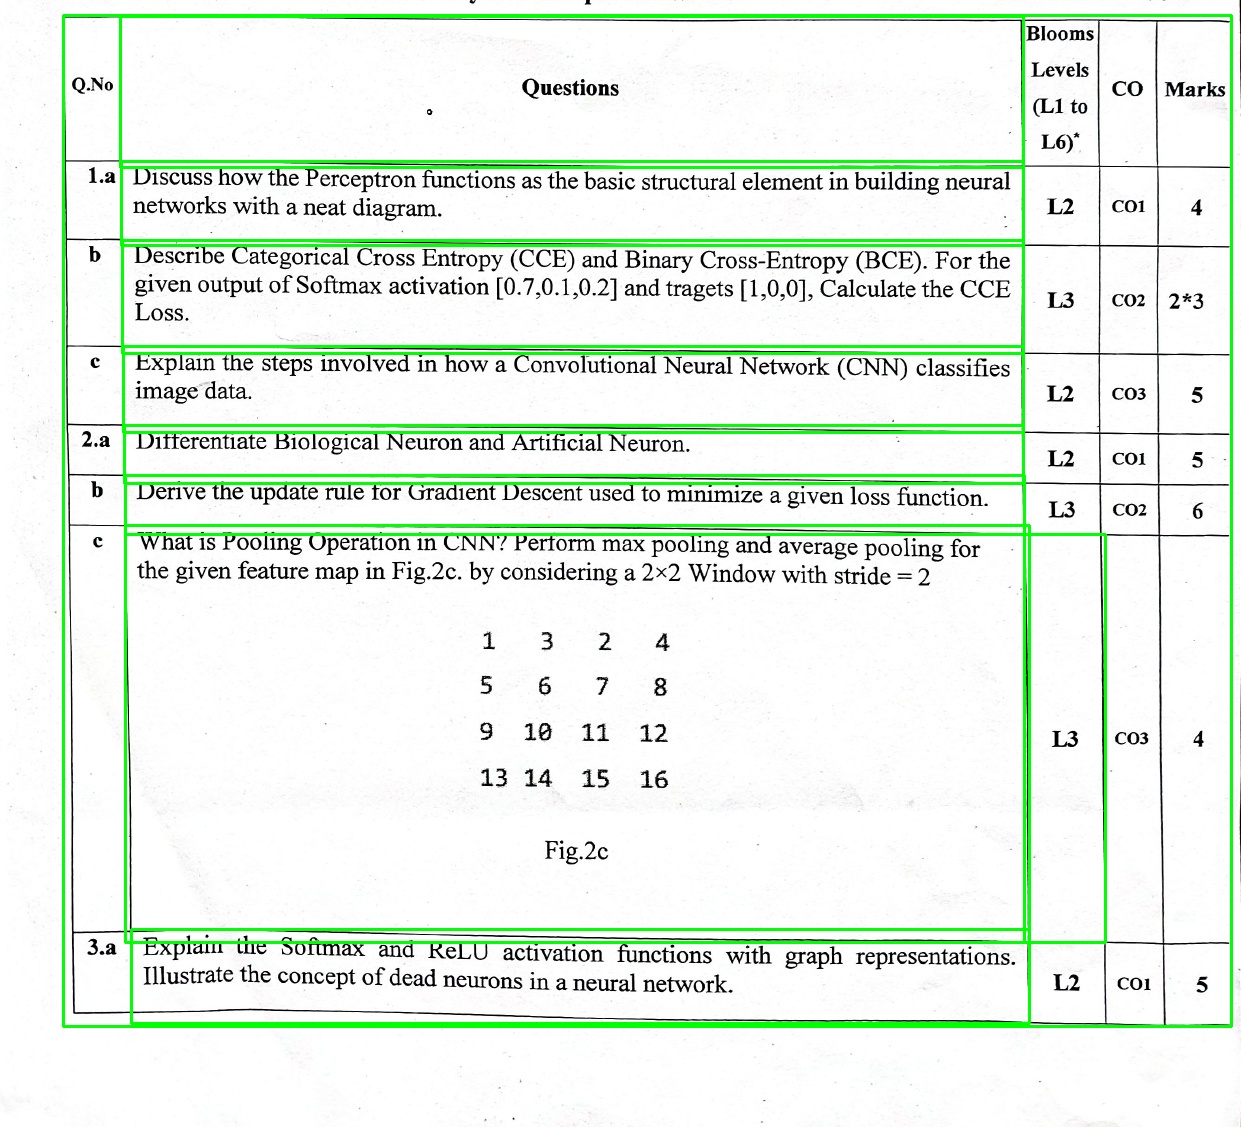 Q.No Questions Blooms Levels (L1 to L6)* CO Marks
1.a Discuss how the Perceptron functions as the basic structural element in building neural
networks with a neat diagram. L2 CO1 4
b Describe Categorical Cross Entropy (CCE) and Binary Cross-Entropy (BCE). For the
given output of Softmax activation [0.7,0.1,0.2] and tragets [1,0,0], Calculate the CCE
Loss. L3 CO2 2*3
c Explain the steps involved in how a Convolutional Neural Network (CNN) classifies
image data. L2 CO3 5
2.a Differentiate Biological Neuron and Artificial Neuron. L2 CO1 5
b Derive the update rule for Gradient Descent used to minimize a given loss function. L3 CO2 6
c What is Pooling Operation in CNN? Perform max pooling and average pooling for
the given feature map in Fig.2c. by considering a 2×2 Window with stride = 2
1 3 2 4
5 6 7 8
9 10 11 12
L3 CO3 4
13 14 15 16
Fig.2c
3.a Explain the Softmax and ReLU activation functions with graph representations.
Illustrate the concept of dead neurons in a neural network. L2 CO1 5